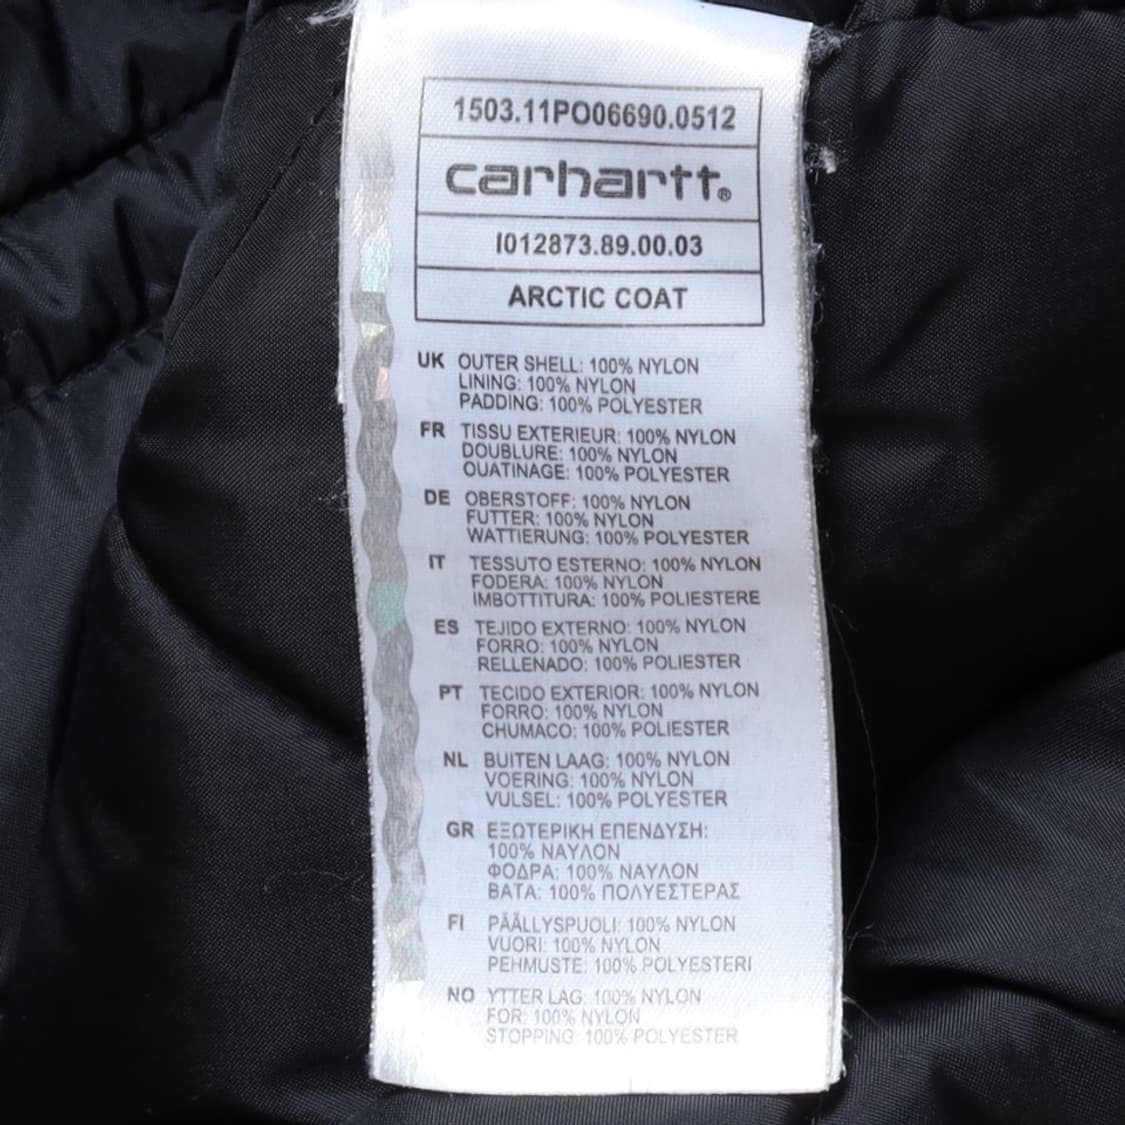 1503.11PO06690.0512
carhartt®
I012873.89.00.03
ARCTIC COAT
UK OUTER SHELL: 100% NYLON
LINING: 100% NYLON
PADDING: 100% POLYESTER
FR TISSU EXTERIEUR: 100% NYLON
DOUBLURE: 100% NYLON
OUATINAGE: 100% POLYESTER
DE OBERSTOFF: 100% NYLON
FUTTER: 100% NYLON
WATTIERUNG: 100% POLYESTER
IT TESSUTO ESTERNO: 100% NYLON
FODERA: 100% NYLON
IMBOTTITURA: 100% POLIESTERE
ES TEJIDO EXTERNO: 100% NYLON
FORRO: 100% NYLON
RELLENADO: 100% POLIESTER
PT TECIDO EXTERIOR: 100% NYLON
FORRO: 100% NYLON
CHUMACO: 100% POLIESTER
NL BUITEN LAAG: 100% NYLON
VOERING: 100% NYLON
VULSEL: 100% POLYESTER
GR ΕΞΩΤΕΡΙΚΗ ΕΠΕΝΔΥΣΗ:
100% ΝΑΥΛΟΝ
ΦΟΔΡΑ: 100% ΝΑΥΛΟΝ
ΒΑΤΑ: 100% ΠΟΛΥΕΣΤΕΡΑΣ
FI PÄÄLLYSPUOLI: 100% NYLON
VUORI: 100% NYLON
PEHMUSTE: 100% POLYESTERI
NO YTTER LAG: 100% NYLON
FOR: 100% NYLON
STOPPING: 100% POLYESTER